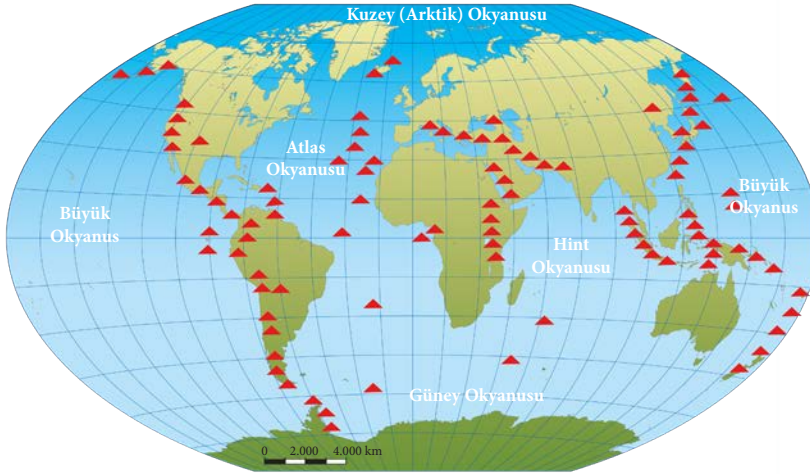 Kuzey (Arktik) Okyanusu
Atlas
Okyanusu
Büyük
Okyanus
Büyük
Okyanus
Hint
Okyanusu
Güney Okyanusu
0 2.000 4.000 km